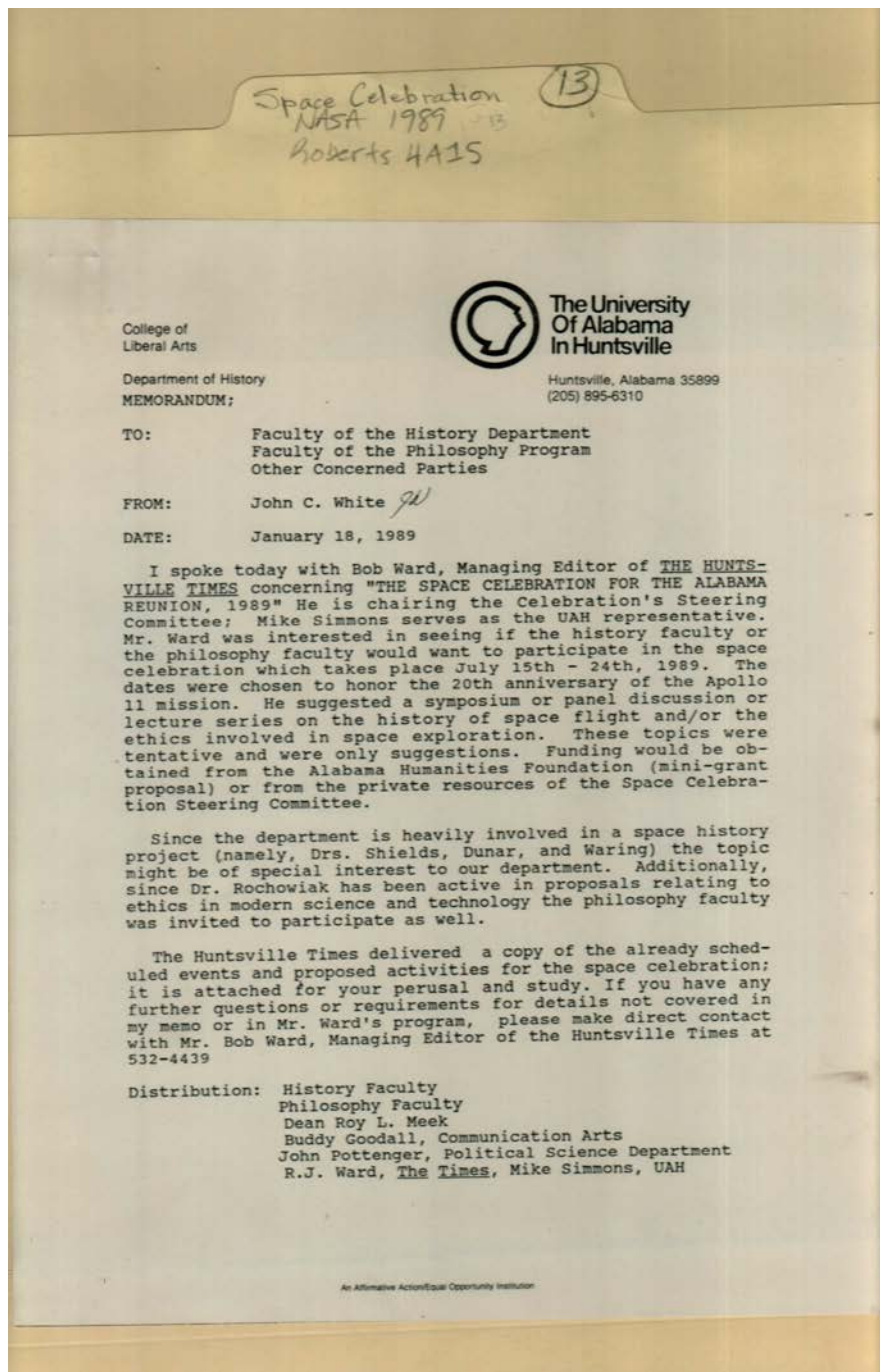 Space Celebration 13
NASA 1989 13
Roberts 4A15
College of
Liberal Arts
The University
Of Alabama
In Huntsville
Department of History
Huntsville, Alabama 35899
(205) 895-6310
MEMORANDUM;
TO: Faculty of the History Department
Faculty of the Philosophy Program
Other Concerned Parties
FROM: John C. White JW
DATE: January 18, 1989
I spoke today with Bob Ward, Managing Editor of THE HUNTS-
VILLE TIMES concerning "THE SPACE CELEBRATION FOR THE ALABAMA
REUNION, 1989" He is chairing the Celebration's Steering
Committee; Mike Simmons serves as the UAH representative.
Mr. Ward was interested in seeing if the history faculty or
the philosophy faculty would want to participate in the space
celebration which takes place July 15th - 24th, 1989. The
dates were chosen to honor the 20th anniversary of the Apollo
11 mission. He suggested a symposium or panel discussion or
lecture series on the history of space flight and/or the
ethics involved in space exploration. These topics were
tentative and were only suggestions. Funding would be ob-
tained from the Alabama Humanities Foundation (mini-grant
proposal) or from the private resources of the Space Celebra-
tion Steering Committee.
Since the department is heavily involved in a space history
project (namely, Drs. Shields, Dunar, and Waring) the topic
might be of special interest to our department. Additionally,
since Dr. Rochowiak has been active in proposals relating to
ethics in modern science and technology the philosophy faculty
was invited to participate as well.
The Huntsville Times delivered a copy of the already sched-
uled events and proposed activities for the space celebration;
it is attached for your perusal and study. If you have any
further questions or requirements for details not covered in
my memo or in Mr. Ward's program, please make direct contact
with Mr. Bob Ward, Managing Editor of the Huntsville Times at
532-4439
Distribution: History Faculty
Philosophy Faculty
Dean Roy L. Meek
Buddy Goodall, Communication Arts
John Pottenger, Political Science Department
R.J. Ward, The Times, Mike Simmons, UAH
An Affirmative Action/Equal Opportunity Institution